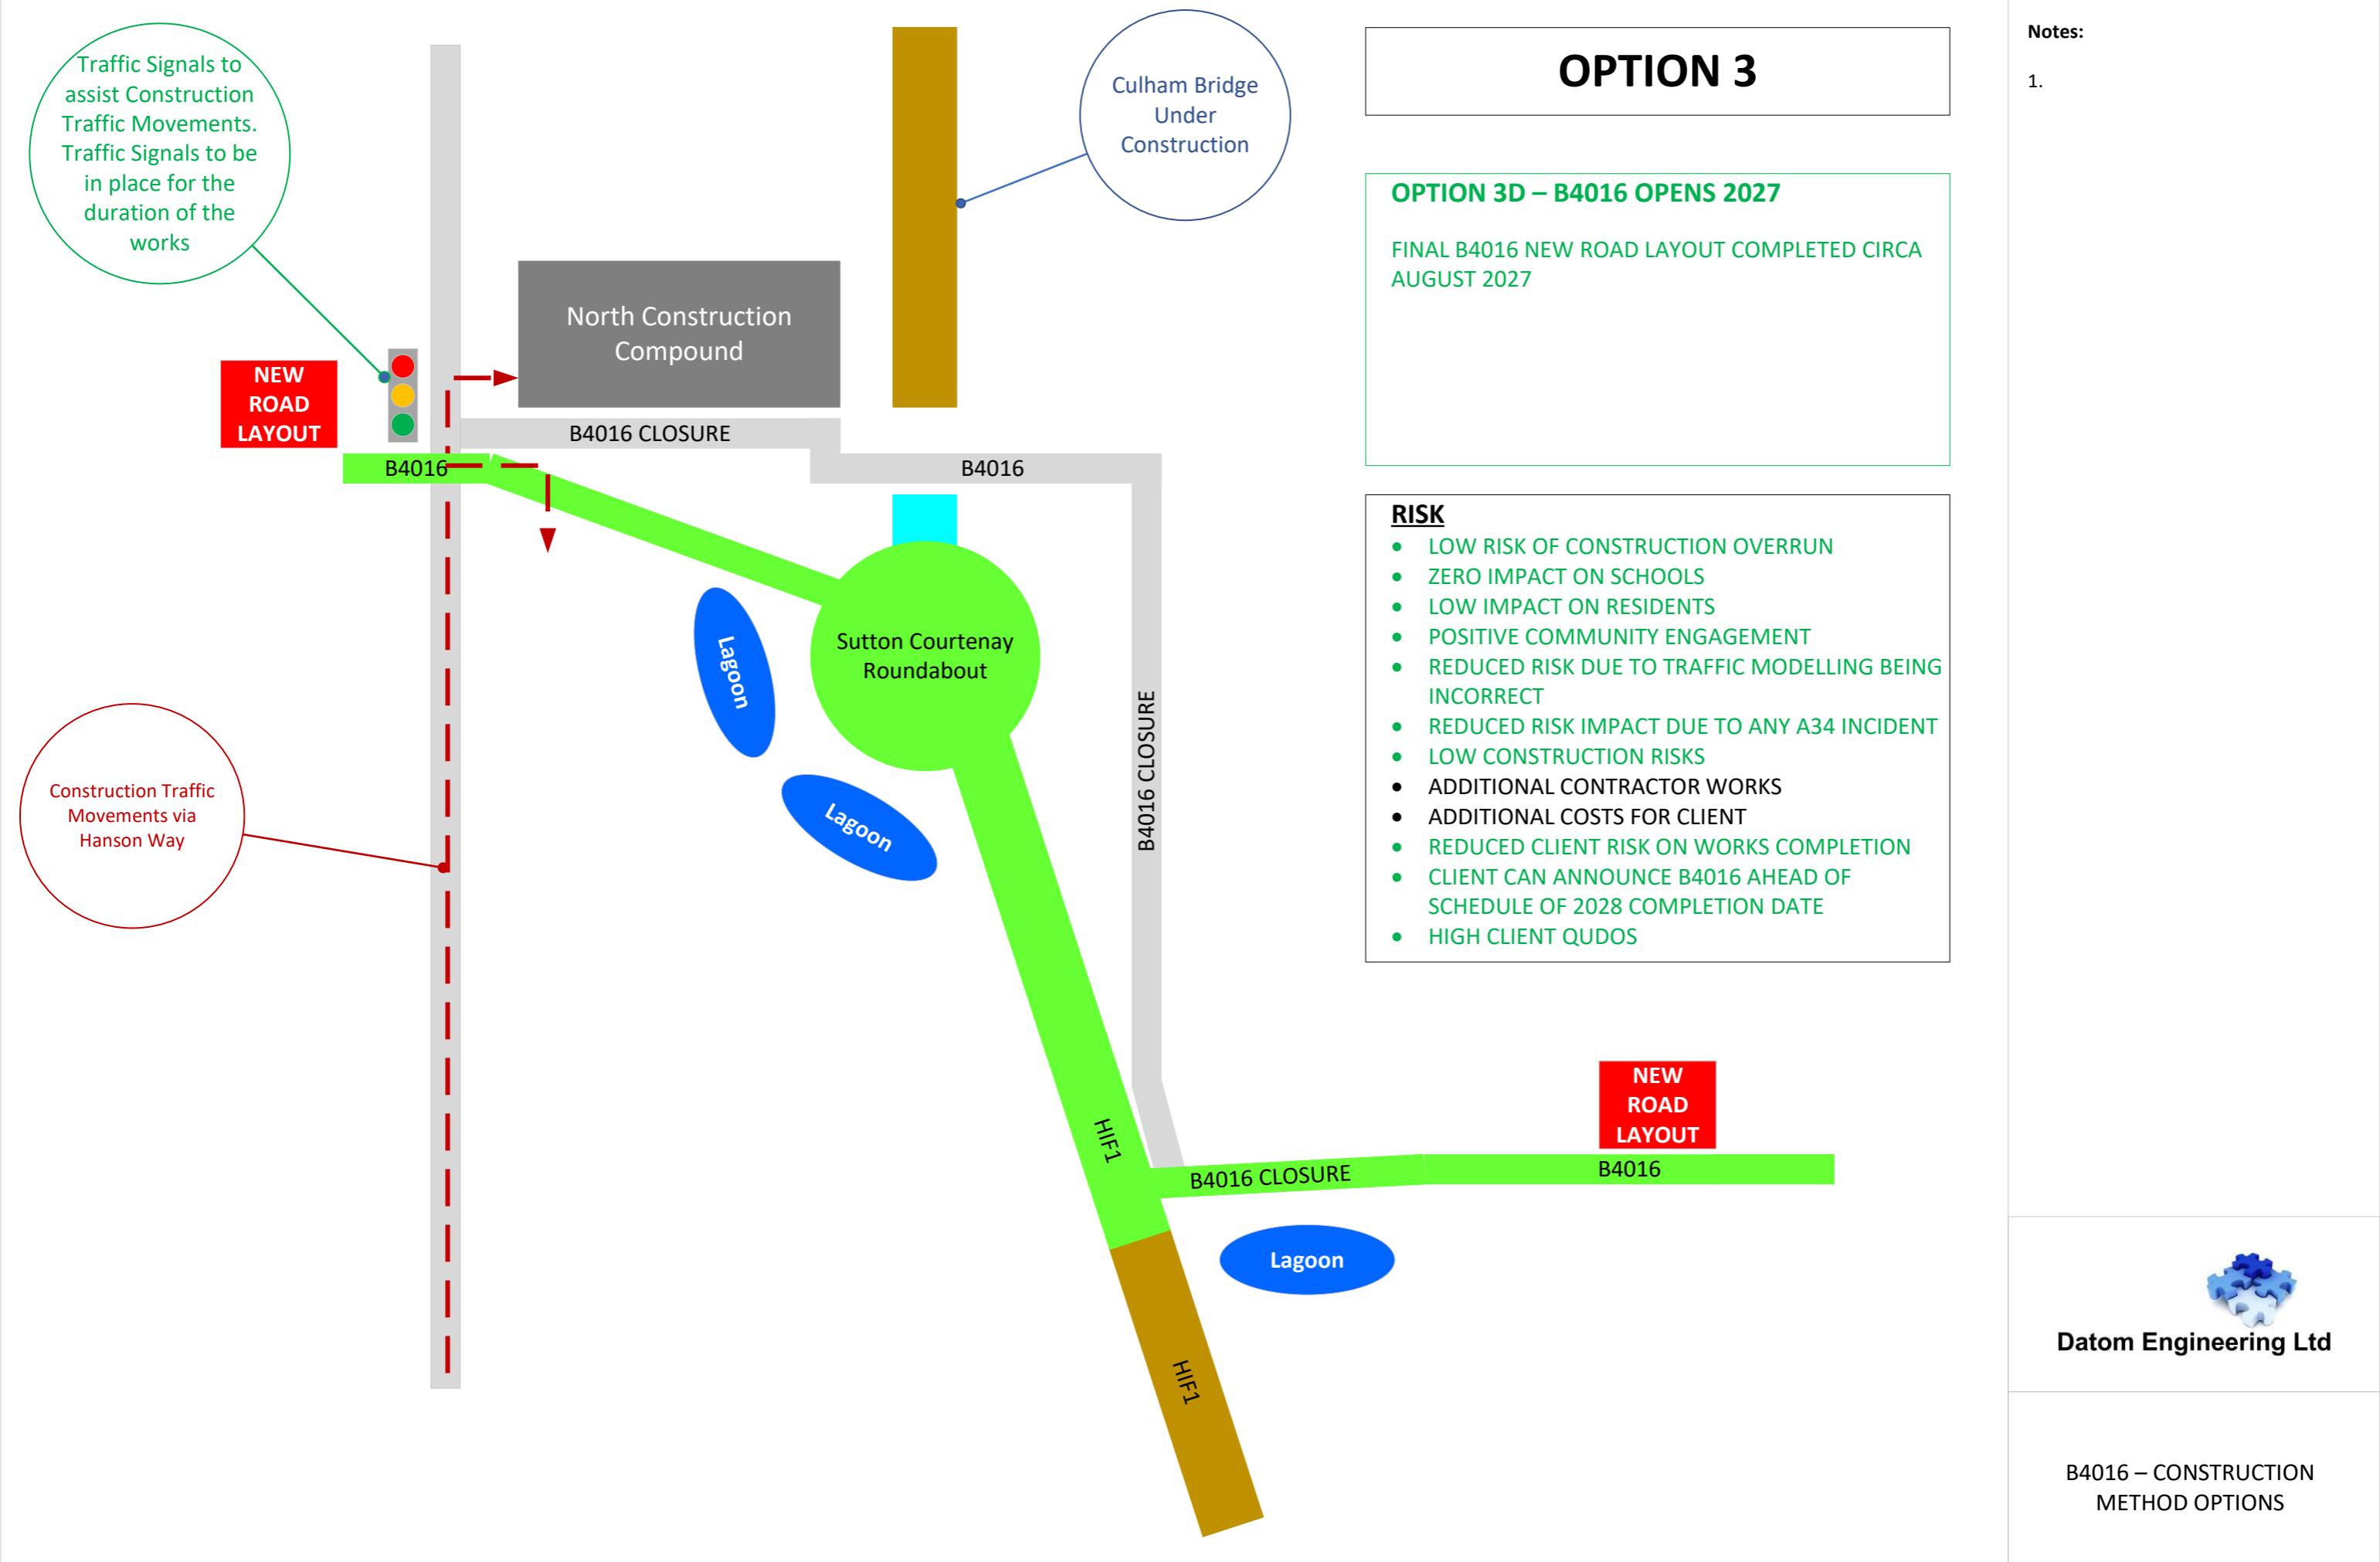 Traffic Signals to
assist Construction
Traffic Movements.
Traffic Signals to be
in place for the
duration of the
works
Culham Bridge
Under
Construction
OPTION 3
Notes:
1.
OPTION 3D – B4016 OPENS 2027
FINAL B4016 NEW ROAD LAYOUT COMPLETED CIRCA
AUGUST 2027
North Construction
Compound
NEW
ROAD
LAYOUT
B4016 CLOSURE
B4016
B4016
Sutton Courtenay
Roundabout
Lagoon
Lagoon
B4016 CLOSURE
RISK
• LOW RISK OF CONSTRUCTION OVERRUN
• ZERO IMPACT ON SCHOOLS
• LOW IMPACT ON RESIDENTS
• POSITIVE COMMUNITY ENGAGEMENT
• REDUCED RISK DUE TO TRAFFIC MODELLING BEING
INCORRECT
• REDUCED RISK IMPACT DUE TO ANY A34 INCIDENT
• LOW CONSTRUCTION RISKS
• ADDITIONAL CONTRACTOR WORKS
• ADDITIONAL COSTS FOR CLIENT
• REDUCED CLIENT RISK ON WORKS COMPLETION
• CLIENT CAN ANNOUNCE B4016 AHEAD OF
SCHEDULE OF 2028 COMPLETION DATE
• HIGH CLIENT QUDOS
Construction Traffic
Movements via
Hanson Way
HIF1
NEW
ROAD
LAYOUT
B4016 CLOSURE
B4016
Lagoon
HIF1
Datom Engineering Ltd
B4016 – CONSTRUCTION
METHOD OPTIONS